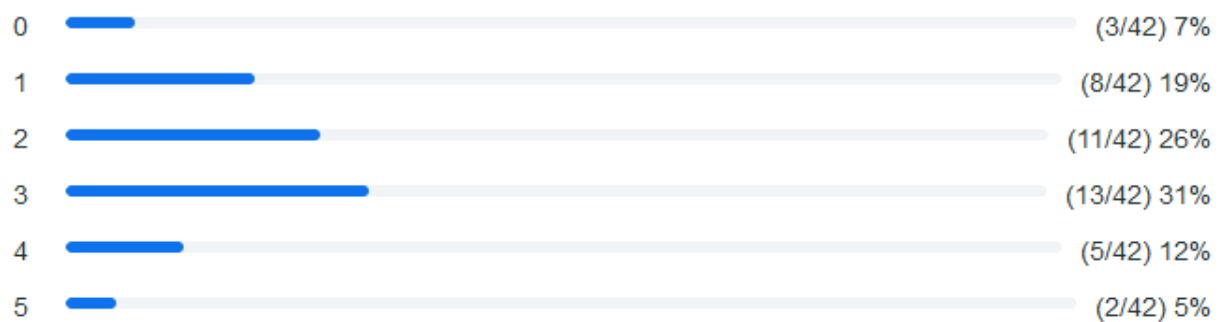 0 (3/42) 7%
1 (8/42) 19%
2 (11/42) 26%
3 (13/42) 31%
4 (5/42) 12%
5 (2/42) 5%